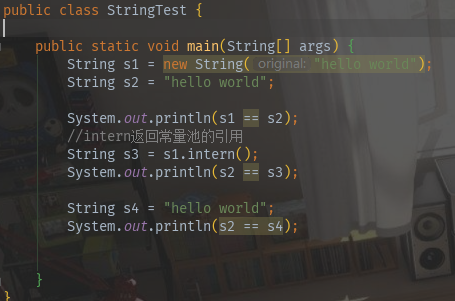 public class StringTest {
public static void main(String[] args) {
String s1 = new String( original: "hello world");
String s2 = "hello world";
System.out.println(s1 == s2);
//intern返回常量池的引用
String s3 = s1.intern();
System.out.println(s2 == s3);
String s4 = "hello world";
System.out.println(s2 == s4);
}
}